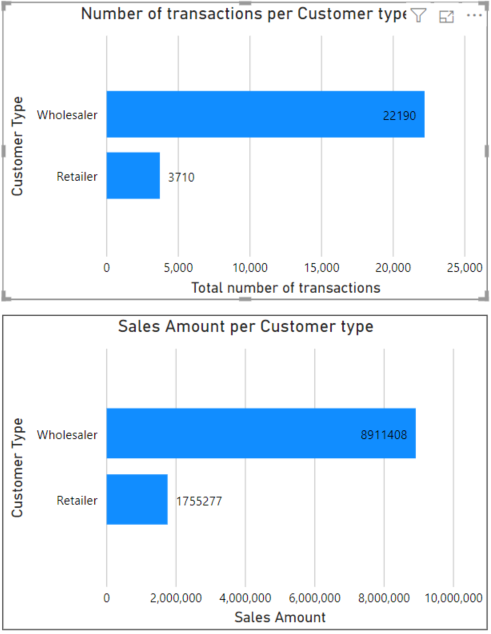 Number of transactions per Customer type
Customer Type
Wholesaler
22190
Retailer
3710
0 5,000 10,000 15,000 20,000 25,000
Total number of transactions
Sales Amount per Customer type
Customer Type
Wholesaler
8911408
Retailer
1755277
0 2,000,000 4,000,000 6,000,000 8,000,000 10,000,000
Sales Amount